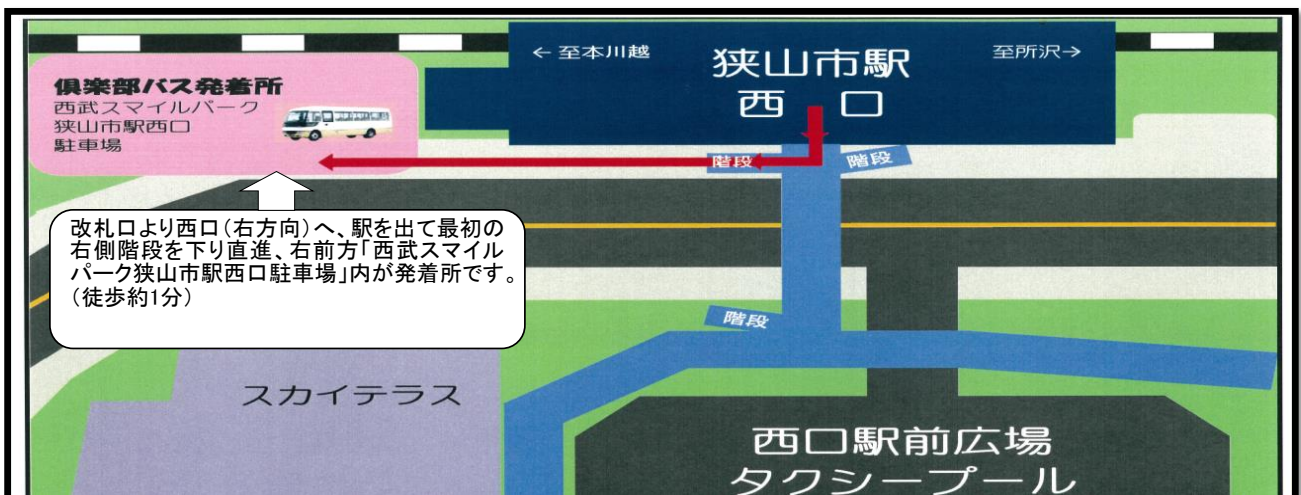 ←至本川越
狭山市駅
西 口
至所沢→
倶楽部バス発着所
西武スマイルパーク
狭山市駅西口
駐車場
階段
階段
改札口より西口(右方向)へ、駅を出て最初の
右側階段を下り直進、右前方「西武スマイル
パーク狭山市駅西口駐車場」内が発着所です。
(徒歩約1分)
階段
スカイテラス
西口駅前広場
タクシープール